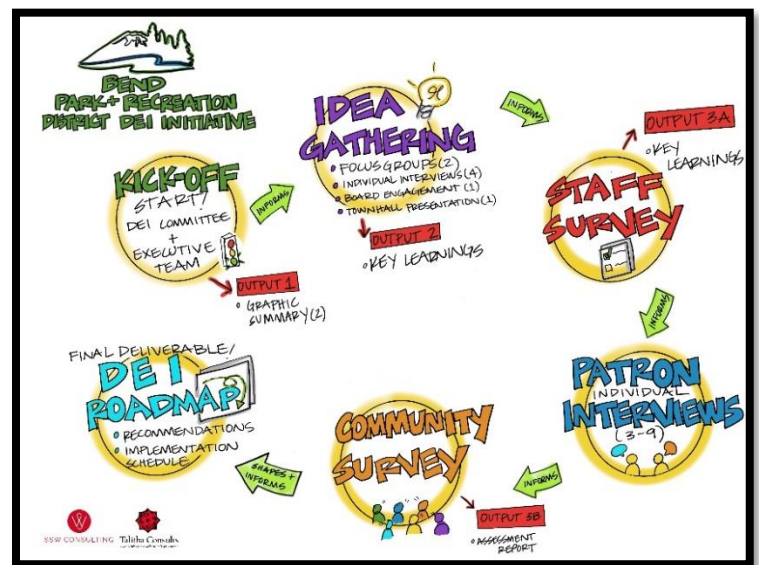 BEND
PARK + RECREATION
DISTRICT DEI INITIATIVE
KICK-OFF
START!
DEI COMMITTEE
+
EXECUTIVE
TEAM
OUTPUT 1
• GRAPHIC
SUMMARY (2)
INFORMS
IDEA
GATHERING
• FOCUS GROUPS (2)
• INDIVIDUAL INTERVIEWS (4)
• BOARD ENGAGEMENT (1)
• TOWNHALL PRESENTATION (1)
OUTPUT 2
• KEY LEARNINGS
INFORMS
STAFF
SURVEY
OUTPUT 3A
• KEY
LEARNINGS
INFORMS
PATRON
INDIVIDUAL
INTERVIEWS
(3-9)
INFORMS
COMMUNITY
SURVEY
OUTPUT 3B
• ASSESSMENT
REPORT
SHAPES +
INFORMS
FINAL DELIVERABLE/
DEI
ROADMAP
• RECOMMENDATIONS
• IMPLEMENTATION
SCHEDULE
W
SSW CONSULTING
Talitha Consults